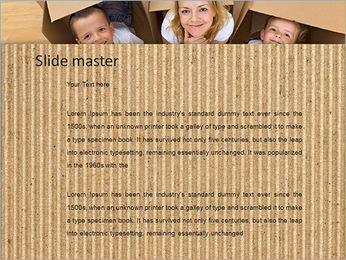 Slide master
Your Text Here
Lorem Ipsum has been the industry's standard
dummy text ever since the 1500s, when an unknown
printer took a galley of type and scrambled it to make a
type specimen book. It has survived not only five
centuries, but also the leap into electronic typesetting,
remaining essentially unchanged. It was popularized
in the 1960s with the
Lorem Ipsum has been the industry's standard
dummy text ever since the 1500s, when an unknown
printer took a galley of type and scrambled it to make a
type specimen book. It has survived not only five
centuries, but also the leap into electronic typesetting,
remaining essentially unchanged